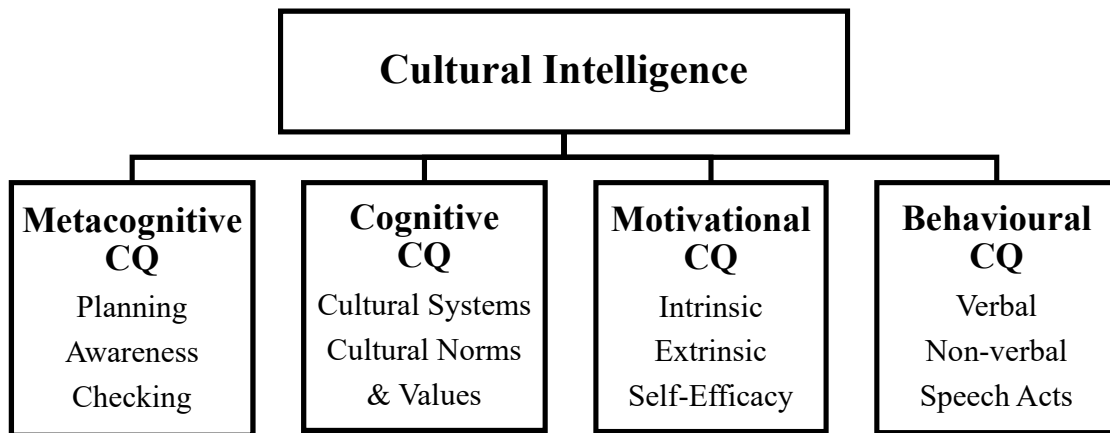 Cultural Intelligence
Metacognitive
CQ
Planning
Awareness
Checking
Cognitive
CQ
Cultural Systems
Cultural Norms
& Values
Motivational
CQ
Intrinsic
Extrinsic
Self-Efficacy
Behavioural
CQ
Verbal
Non-verbal
Speech Acts